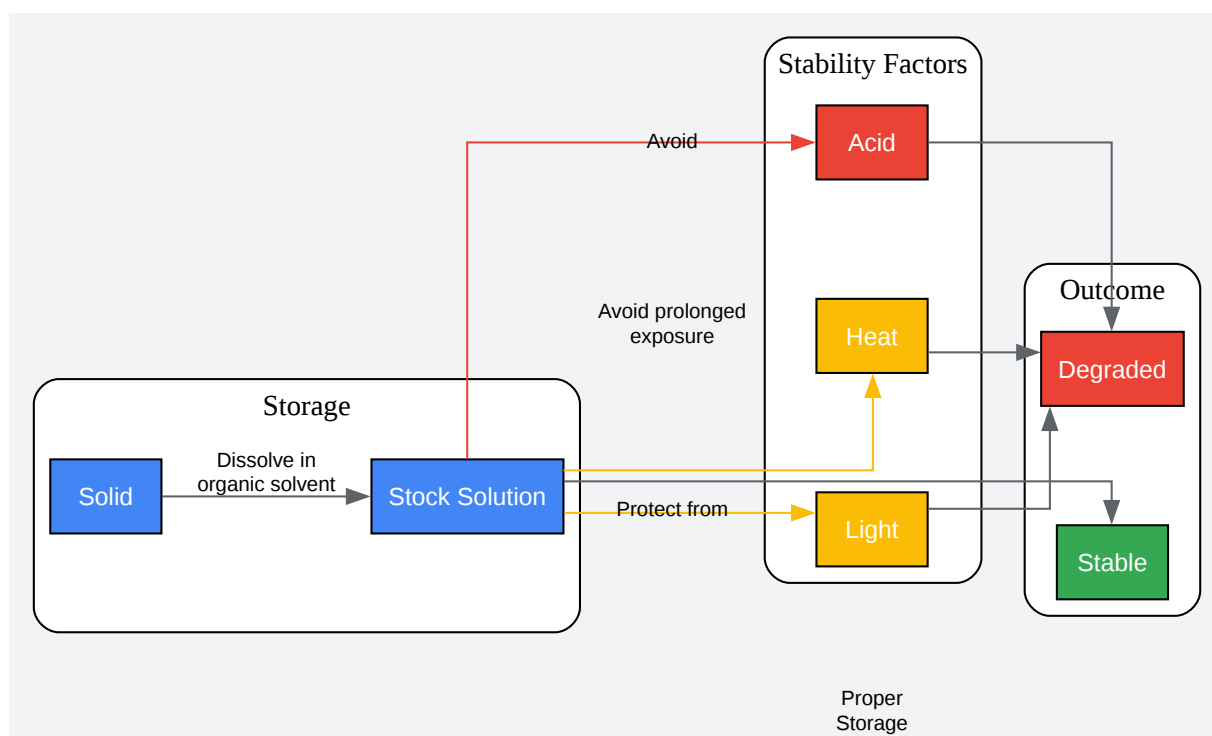 Stability Factors
Avoid
Acid
Outcome
Avoid prolonged
exposure
Heat
Degraded
Storage
Dissolve in
organic solvent
Solid
Stock Solution
Protect from
Light
Stable
Proper
Storage